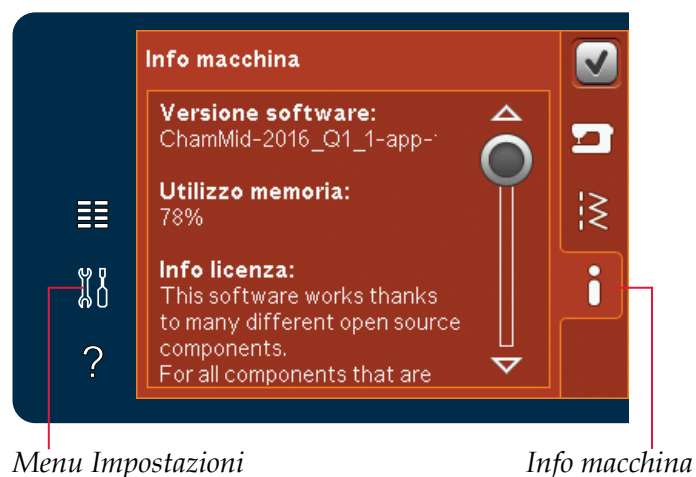 Info macchina
Versione software:
ChamMid-2016_Q1_1-app-
Utilizzo memoria:
78%
Info licenza:
This software works thanks
to many different open source
components.
For all components that are
?
Menu Impostazioni
Info macchina